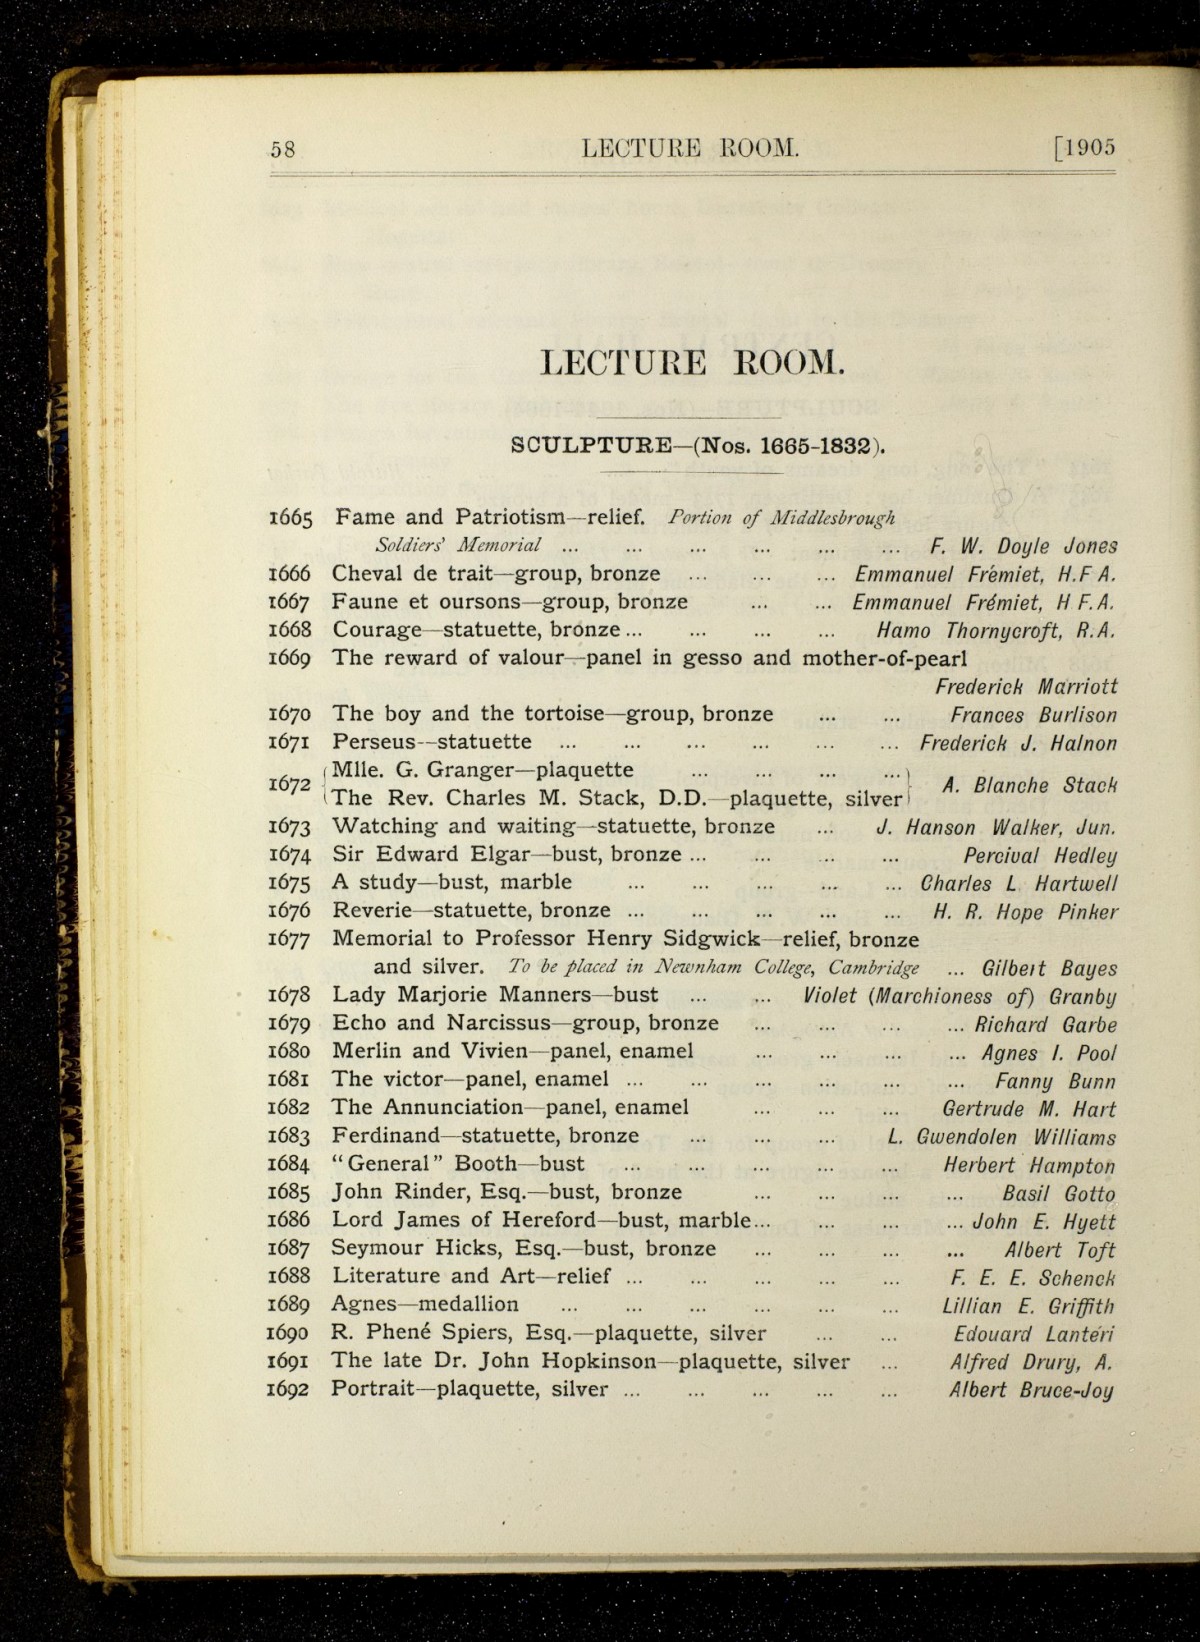 58 LECTURE ROOM. [1905
LECTURE ROOM.
SCULPTURE—(Nos. 1665-1832).
1665 Fame and Patriotism—relief. Portion of Middlesbrough
Soldiers' Memorial ... ... ... ... ... ... F. W. Doyle Jones
1666 Cheval de trait—group, bronze ... ... ... Emmanuel Frémiet, H.F A.
1667 Faune et oursons—group, bronze ... ... Emmanuel Frémiet, H F.A.
1668 Courage—statuette, bronze ... ... ... ... Hamo Thornycroft, R.A.
1669 The reward of valour—panel in gesso and mother-of-pearl
Frederick Marriott
1670 The boy and the tortoise—group, bronze ... ... Frances Burlison
1671 Perseus—statuette ... ... ... ... ... ... Frederick J. Halnon
1672 { Mlle. G. Granger—plaquette ... ... ... ... }
{ The Rev. Charles M. Stack, D.D.—plaquette, silver } A. Blanche Stack
1673 Watching and waiting—statuette, bronze ... J. Hanson Walker, Jun.
1674 Sir Edward Elgar—bust, bronze ... ... ... ... Percival Hedley
1675 A study—bust, marble ... ... ... ... ... Charles L Hartwell
1676 Reverie—statuette, bronze ... ... ... ... ... H. R. Hope Pinker
1677 Memorial to Professor Henry Sidgwick—relief, bronze
and silver. To be placed in Newnham College, Cambridge ... Gilbert Bayes
1678 Lady Marjorie Manners—bust ... ... Violet (Marchioness of) Granby
1679 Echo and Narcissus—group, bronze ... ... ... ... Richard Garbe
1680 Merlin and Vivien—panel, enamel ... ... ... ... Agnes I. Pool
1681 The victor—panel, enamel ... ... ... ... ... ... Fanny Bunn
1682 The Annunciation—panel, enamel ... ... ... Gertrude M. Hart
1683 Ferdinand—statuette, bronze ... ... ... L. Gwendolen Williams
1684 "General" Booth—bust ... ... ... ... ... Herbert Hampton
1685 John Rinder, Esq.—bust, bronze ... ... ... ... Basil Gotto
1686 Lord James of Hereford—bust, marble ... ... ... ... John E. Hyett
1687 Seymour Hicks, Esq.—bust, bronze ... ... ... ... Albert Toft
1688 Literature and Art—relief ... ... ... ... ... F. E. E. Schenck
1689 Agnes—medallion ... ... ... ... ... ... Lillian E. Griffith
1690 R. Phené Spiers, Esq.—plaquette, silver ... ... Edouard Lantéri
1691 The late Dr. John Hopkinson—plaquette, silver ... Alfred Drury, A.
1692 Portrait—plaquette, silver ... ... ... ... ... Albert Bruce-Joy